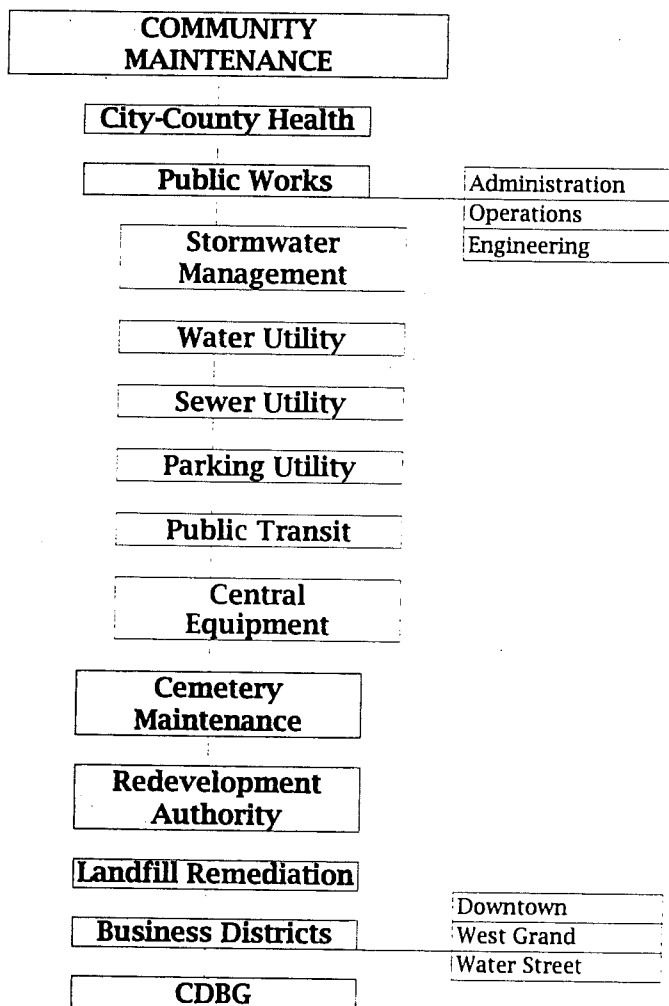 COMMUNITY
MAINTENANCE
City-County Health
Public Works
Administration
Operations
Engineering
Stormwater
Management
Water Utility
Sewer Utility
Parking Utility
Public Transit
Central
Equipment
Cemetery
Maintenance
Redevelopment
Authority
Landfill Remediation
Business Districts
Downtown
West Grand
Water Street
CDBG